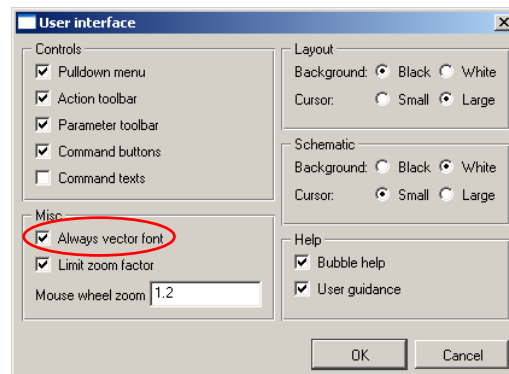 User interface
Controls
Pulldown menu
Action toolbar
Parameter toolbar
Command buttons
Command texts
Misc
Always vector font
Limit zoom factor
Mouse wheel zoom 1.2
Layout
Background: Black White
Cursor: Small Large
Schematic
Background: Black White
Cursor: Small Large
Help
Bubble help
User guidance
OK Cancel